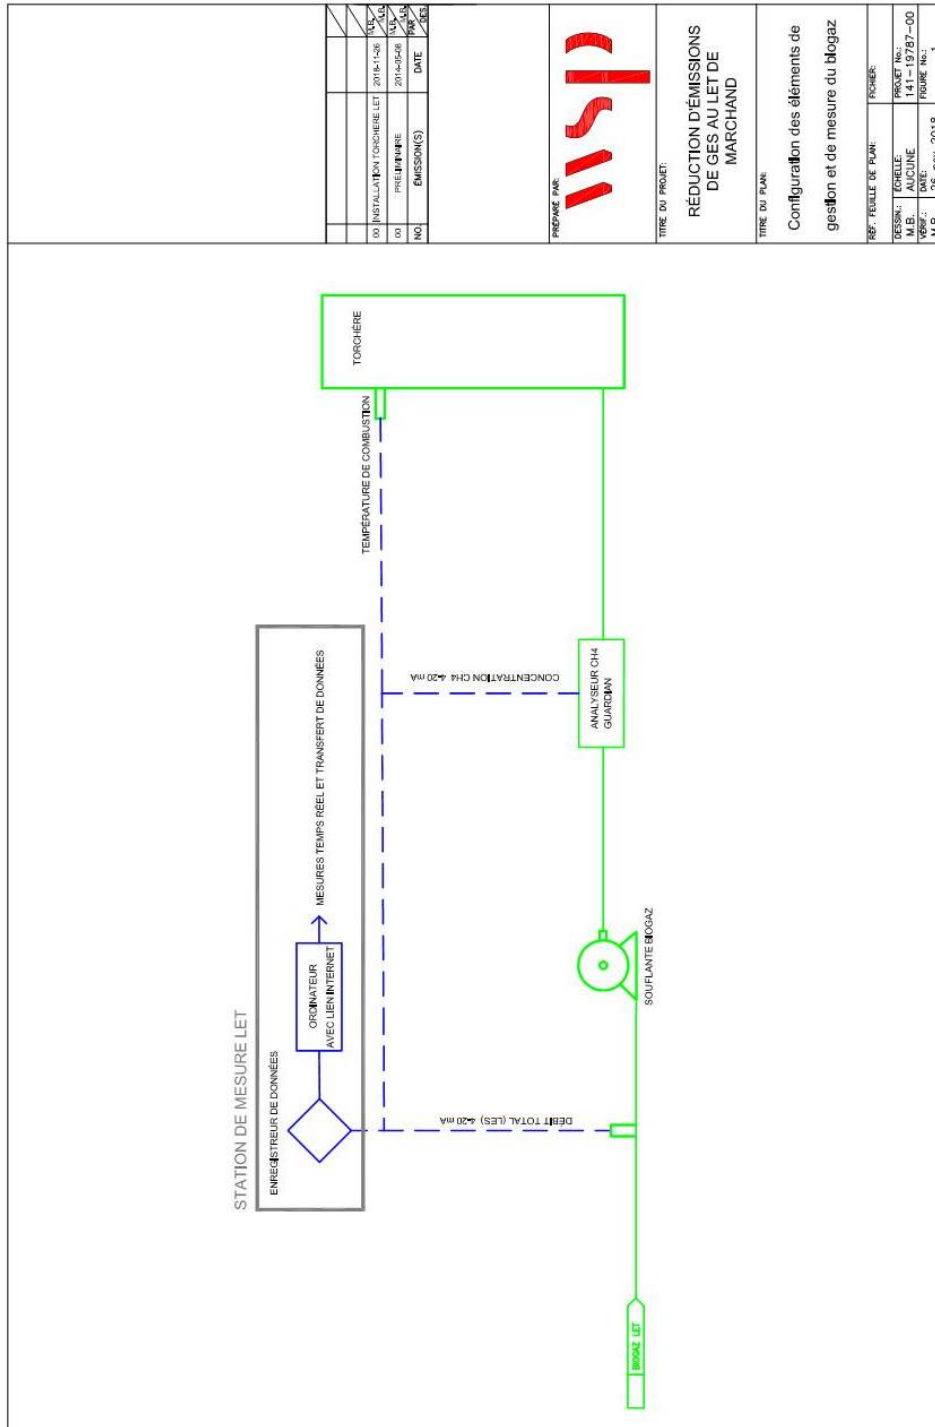 STATION DE MESURE LET
ENREGISTREUR DE DONNÉES
ORDINATEUR
AVEC LIEN INTERNET
MESURES TEMPS RÉEL ET TRANSFERT DE DONNÉES
TEMPÉRATURE DE COMBUSTION
TORCHÈRE
DÉBIT TOTAL (LES) 4-20 mA
CONCENTRATION CH4 4-20 mA
BIOGAZ LET
SOUFLANTE BIOGAZ
ANALYSEUR CH4
GUARDIAN
00 INSTALLATION TORCHERE LET 2018-11-26 M.B. M.B.
00 PRELIMINAIRE 2014-05-08 M.B. M.B.
NO. ÉMISSION(S) DATE PAR DES.
PRÉPARÉ PAR:
WSP
TITRE DU PROJET:
RÉDUCTION D'ÉMISSIONS
DE GES AU LET DE
MARCHAND
TITRE DU PLAN:
Configuration des éléments de
gestion et de mesure du biogaz
RÉF. FEUILLE DE PLAN: FICHIER:
DESSIN.: ÉCHELLE: PROJET No.:
M.B. AUCUNE 141-19787-00
VÉRIF.: DATE: FIGURE No.: